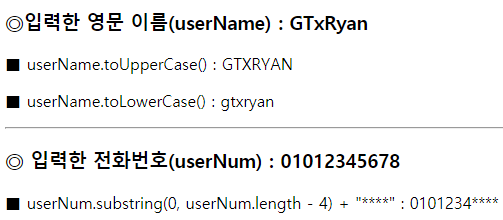 ◎입력한 영문 이름(userName) : GTxRyan
■ userName.toUpperCase() : GTXRYAN
■ userName.toLowerCase() : gtxryan
◎ 입력한 전화번호(userNum) : 01012345678
■ userNum.substring(0, userNum.length - 4) + "****" : 0101234****